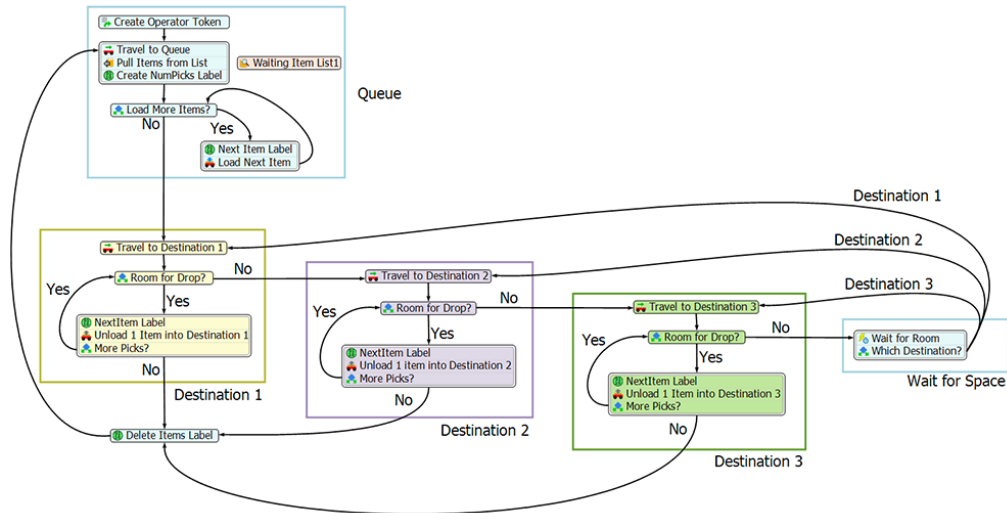 Create Operator Token
Travel to Queue
Pull Items from List
Create NumPicks Label
Waiting Item List1
Queue
Load More Items?
No
Yes
Next Item Label
Load Next Item
Destination 1
Travel to Destination 1
Destination 2
Room for Drop?
No
Travel to Destination 2
Destination 3
Yes
Yes
Room for Drop?
No
Travel to Destination 3
NextItem Label
Unload 1 Item into Destination 1
More Picks?
Yes
Yes
Room for Drop?
No
Wait for Room
Which Destination?
NextItem Label
Unload 1 item into Destination 2
More Picks?
Yes
Yes
Wait for Space
No
Destination 1
NextItem Label
Unload 1 Item into Destination 3
More Picks?
No
Destination 2
No
Delete Items Label
Destination 3